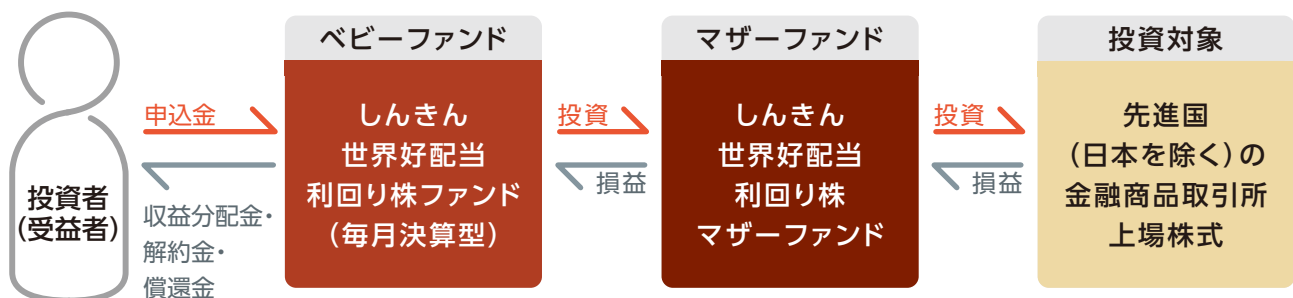 投資者
(受益者)
申込金
収益分配金・
解約金・
償還金
ベビーファンド
しんきん
世界好配当
利回り株ファンド
(毎月決算型)
投資
損益
マザーファンド
しんきん
世界好配当
利回り株
マザーファンド
投資
損益
投資対象
先進国
(日本を除く)の
金融商品取引所
上場株式